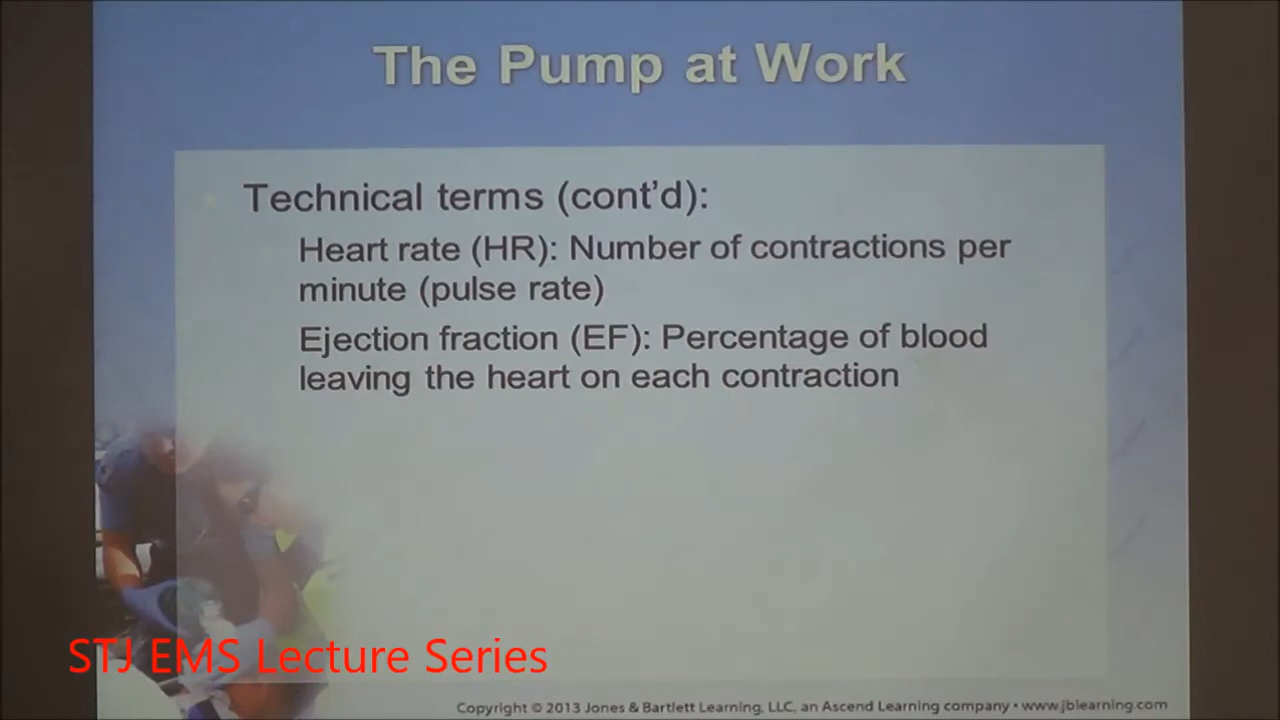 The Pump at Work
Technical terms (cont'd):
Heart rate (HR): Number of contractions per
minute (pulse rate)
Ejection fraction (EF): Percentage of blood
leaving the heart on each contraction
STJ EMS Lecture Series
Copyright © 2013 Jones & Bartlett Learning, LLC, an Ascend Learning company • www.jblearning.com